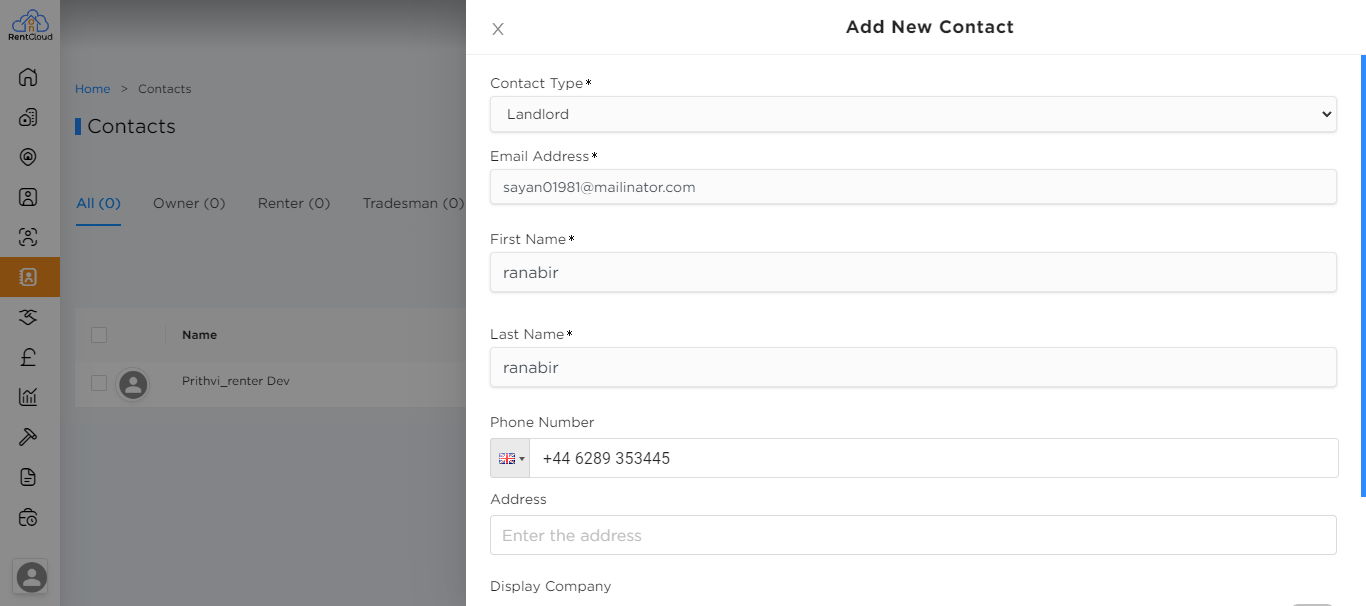 RentCloud
Home > Contacts
Contacts
All (0) Owner (0) Renter (0) Tradesman (0)
Name
Prithvi_renter Dev
X
Add New Contact
Contact Type*
Landlord
Email Address*
sayan01981@mailinator.com
First Name*
ranabir
Last Name*
ranabir
Phone Number
+44 6289 353445
Address
Enter the address
Display Company